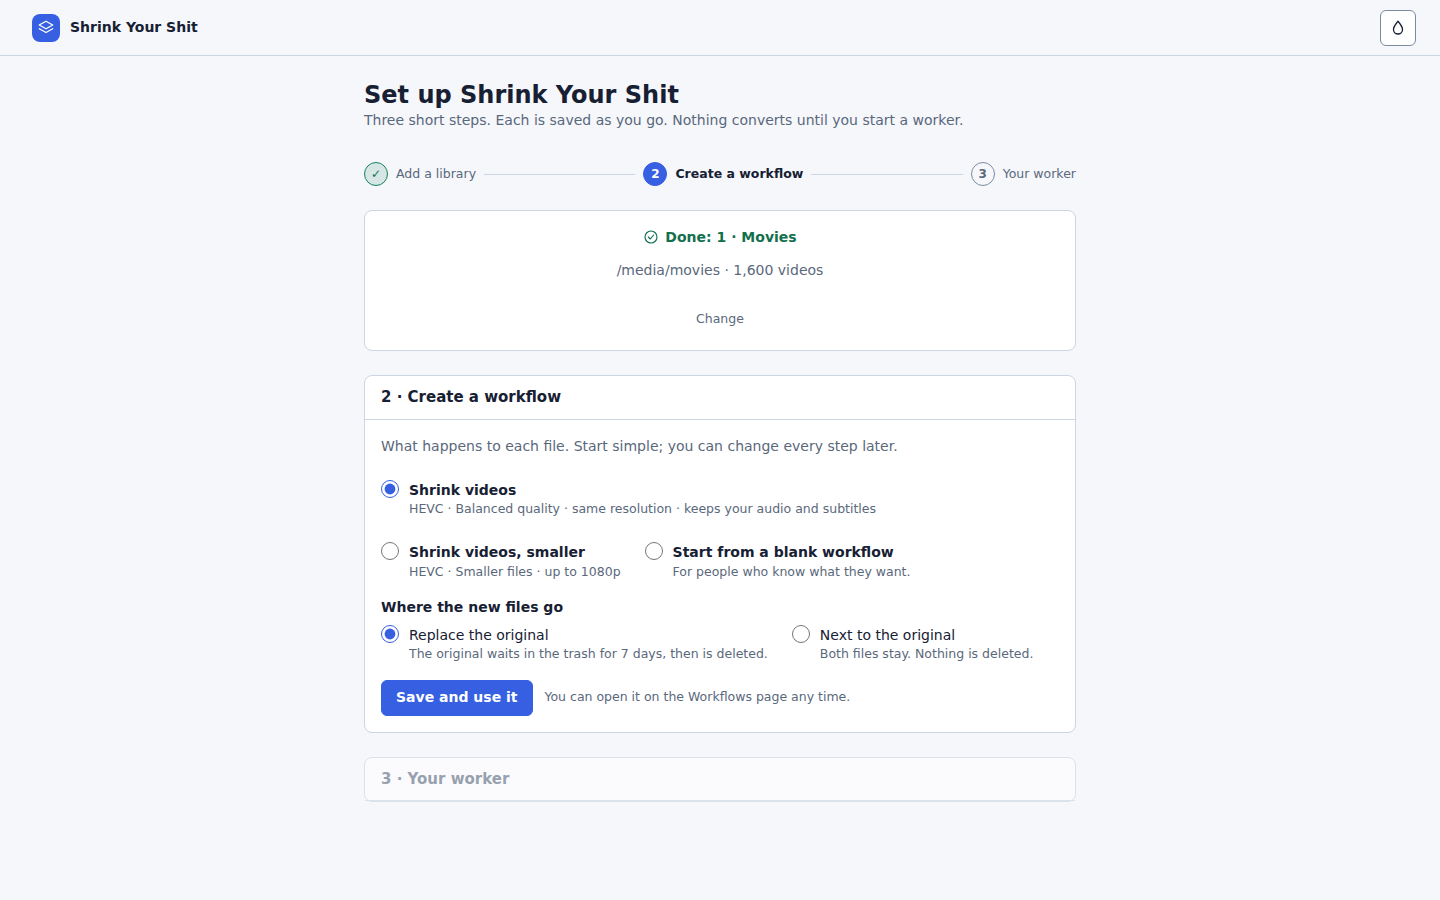 Shrink Your Shit
Set up Shrink Your Shit
Three short steps. Each is saved as you go. Nothing converts until you start a worker.
✓ Add a library
2 Create a workflow
3 Your worker
Done: 1 · Movies
/media/movies · 1,600 videos
Change
2 · Create a workflow
What happens to each file. Start simple; you can change every step later.
Shrink videos
HEVC · Balanced quality · same resolution · keeps your audio and subtitles
Shrink videos, smaller
HEVC · Smaller files · up to 1080p
Start from a blank workflow
For people who know what they want.
Where the new files go
Replace the original
The original waits in the trash for 7 days, then is deleted.
Next to the original
Both files stay. Nothing is deleted.
Save and use it
You can open it on the Workflows page any time.
3 · Your worker